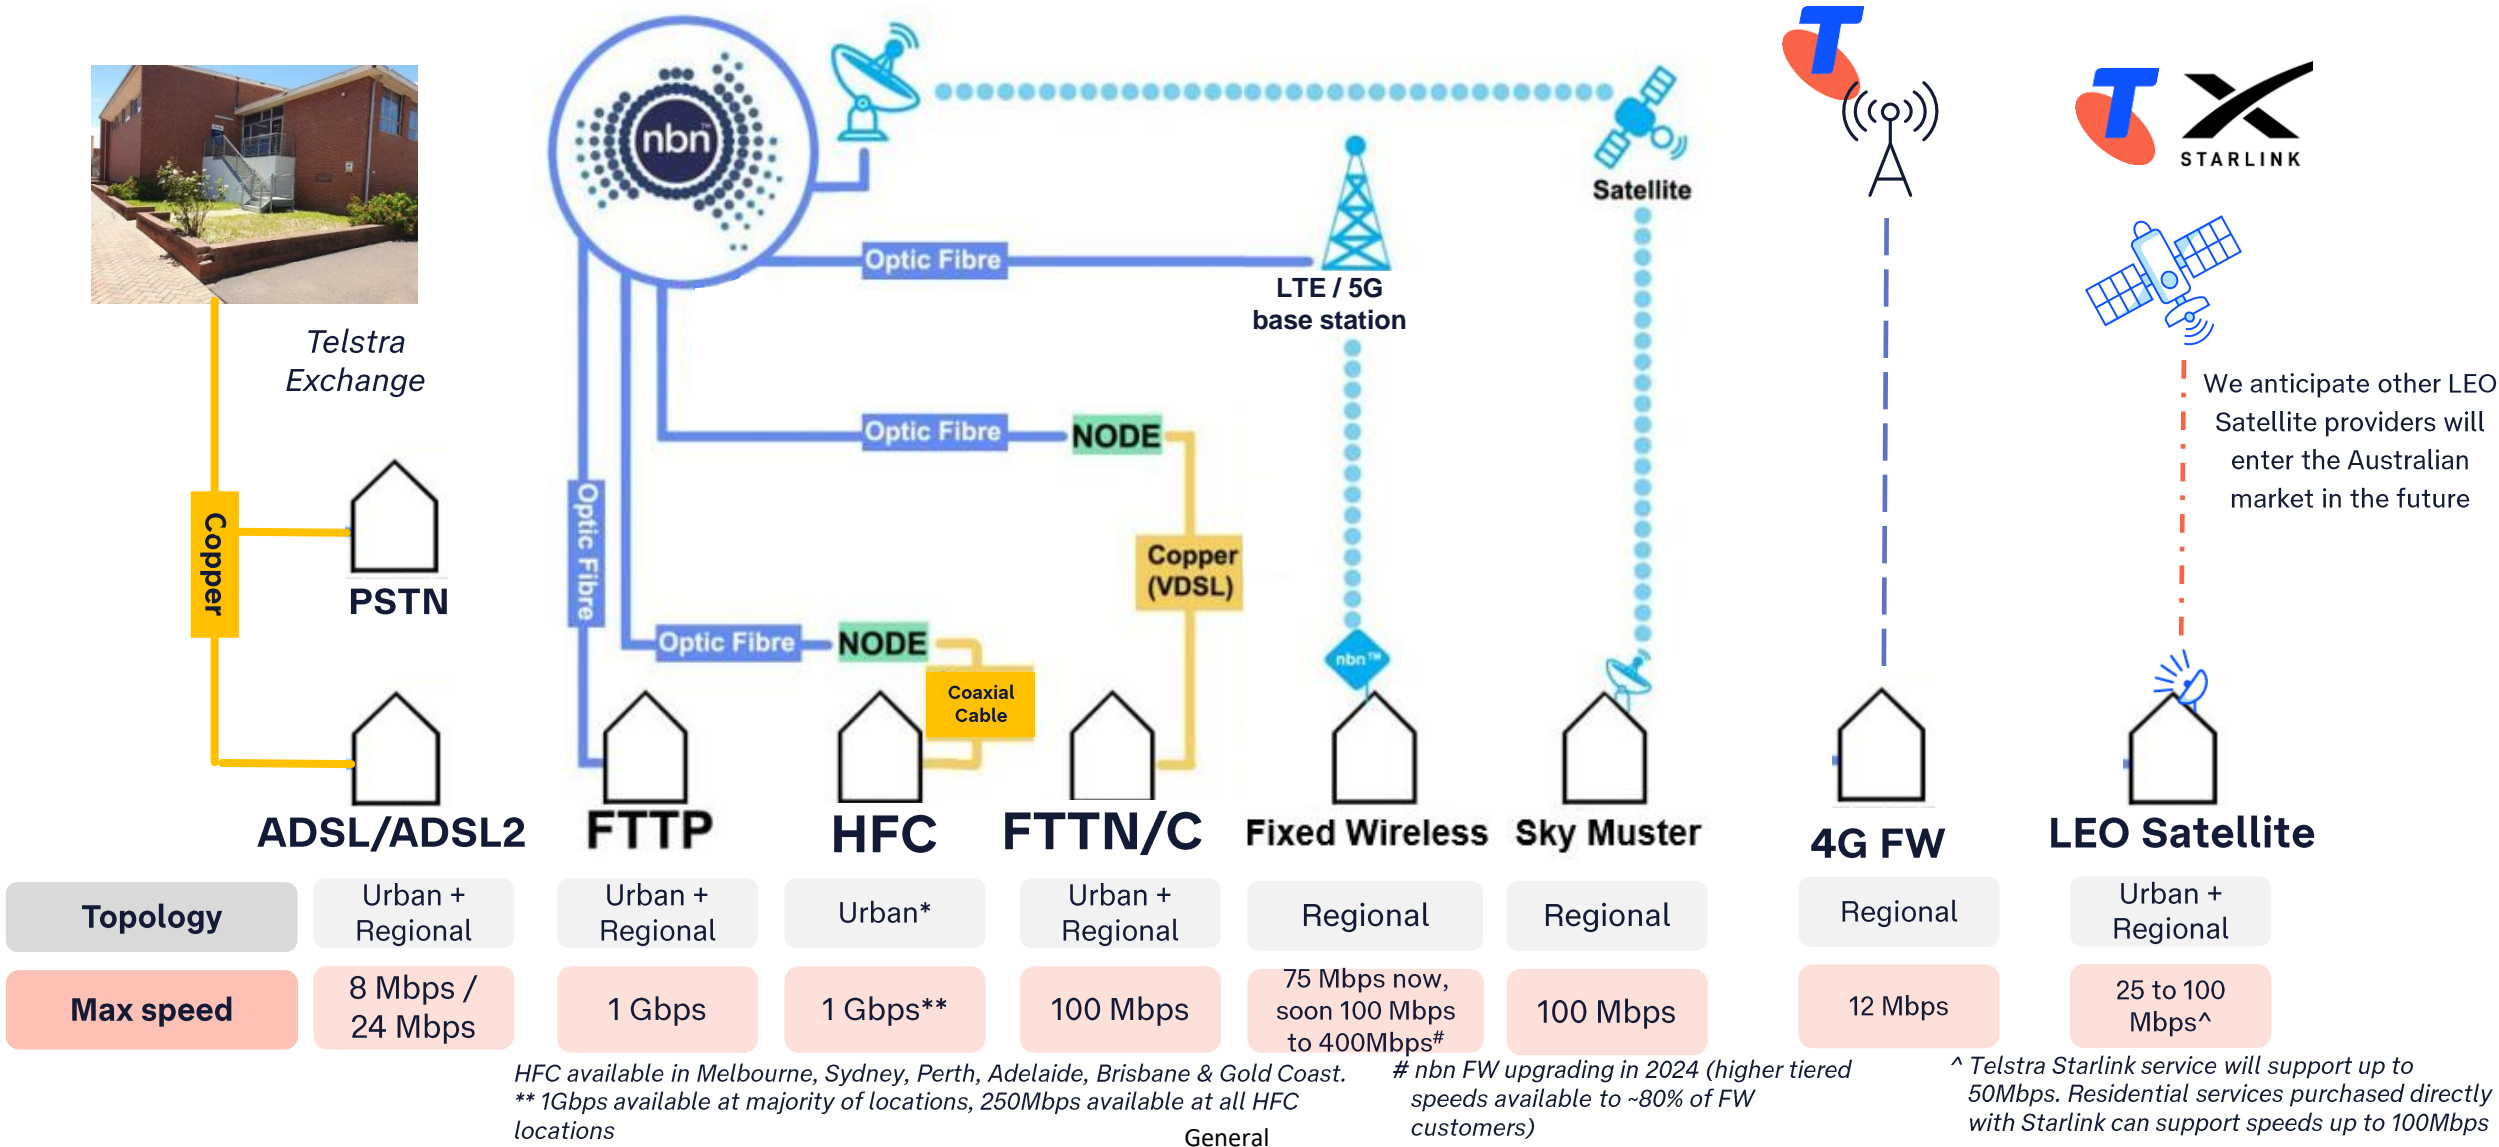 nbn™
Satellite
STARLINK
Optic Fibre
LTE / 5G
base station
Telstra
Exchange
We anticipate other LEO
Satellite providers will
enter the Australian
market in the future
Optic Fibre
NODE
Copper
Optic Fibre
Copper
(VDSL)
PSTN
Optic Fibre
NODE
nbn™
Coaxial
Cable
ADSL/ADSL2
FTTP
HFC
FTTN/C
Fixed Wireless
Sky Muster
4G FW
LEO Satellite
Topology
Urban +
Regional
Urban +
Regional
Urban*
Urban +
Regional
Regional
Regional
Regional
Urban +
Regional
Max speed
8 Mbps /
24 Mbps
1 Gbps
1 Gbps**
100 Mbps
75 Mbps now,
soon 100 Mbps
to 400Mbps#
100 Mbps
12 Mbps
25 to 100
Mbps^
HFC available in Melbourne, Sydney, Perth, Adelaide, Brisbane & Gold Coast.
** 1Gbps available at majority of locations, 250Mbps available at all HFC
locations
# nbn FW upgrading in 2024 (higher tiered
speeds available to ~80% of FW
customers)
^ Telstra Starlink service will support up to
50Mbps. Residential services purchased directly
with Starlink can support speeds up to 100Mbps
General